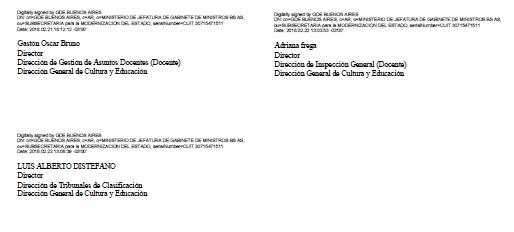 Digitally signed by GDE BUENOS AIRES
DN: cn=GDE BUENOS AIRES, c=AR, o=MINISTERIO DE JEFATURA DE GABINETE DE MINISTROS BS AS,
ou=SUBSECRETARIA para la MODERNIZACION DEL ESTADO, serialNumber=CUIT 30715471511
Date: 2018.02.21 16:12:12 -03'00'
Gastón Oscar Bruno
Director
Dirección de Gestión de Asuntos Docentes (Docente)
Dirección General de Cultura y Educación
Digitally signed by GDE BUENOS AIRES
DN: cn=GDE BUENOS AIRES, c=AR, o=MINISTERIO DE JEFATURA DE GABINETE DE MINISTROS BS AS,
ou=SUBSECRETARIA para la MODERNIZACION DEL ESTADO, serialNumber=CUIT 30715471511
Date: 2018.02.22 13:03:53 -03'00'
Adriana frega
Director
Dirección de Inspección General (Docente)
Dirección General de Cultura y Educación
Digitally signed by GDE BUENOS AIRES
DN: cn=GDE BUENOS AIRES, c=AR, o=MINISTERIO DE JEFATURA DE GABINETE DE MINISTROS BS AS,
ou=SUBSECRETARIA para la MODERNIZACION DEL ESTADO, serialNumber=CUIT 30715471511
Date: 2018.02.22 13:06:39 -03'00'
LUIS ALBERTO DISTEFANO
Director
Dirección de Tribunales de Clasificación
Dirección General de Cultura y Educación